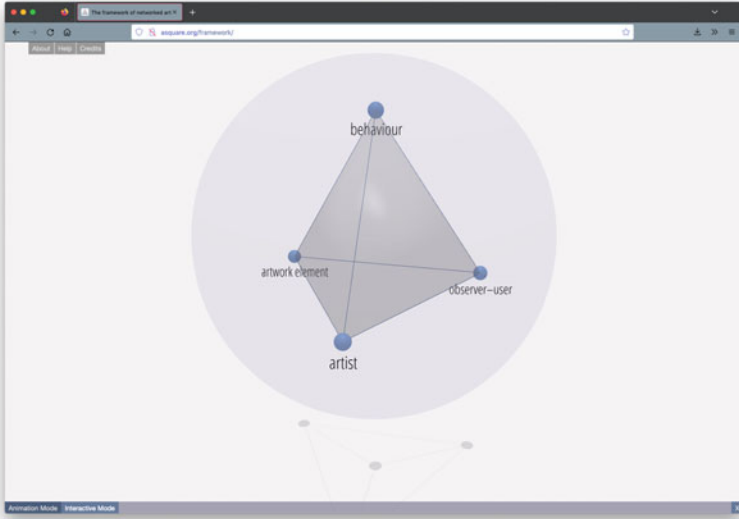 The framework of networked art
asquare.org/framework/
About Help Credits
behaviour
artwork element
observer–user
artist
Animation Mode Interactive Mode